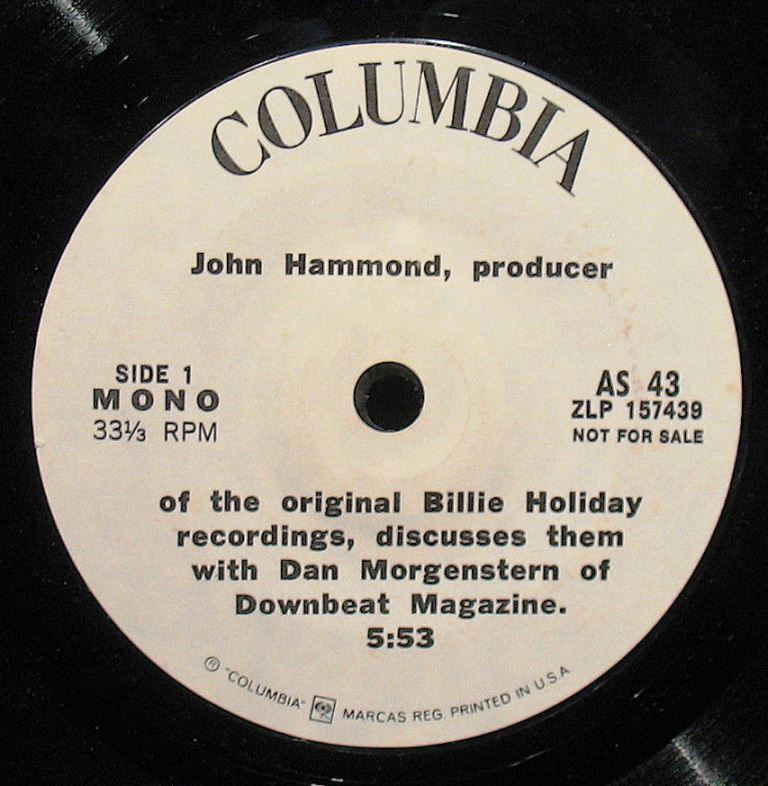 COLUMBIA
John Hammond, producer
SIDE 1
MONO
33⅓ RPM
AS 43
ZLP 157439
NOT FOR SALE
of the original Billie Holiday
recordings, discusses them
with Dan Morgenstern of
Downbeat Magazine.
5:53
® "COLUMBIA" MARCAS REG. PRINTED IN U.S.A